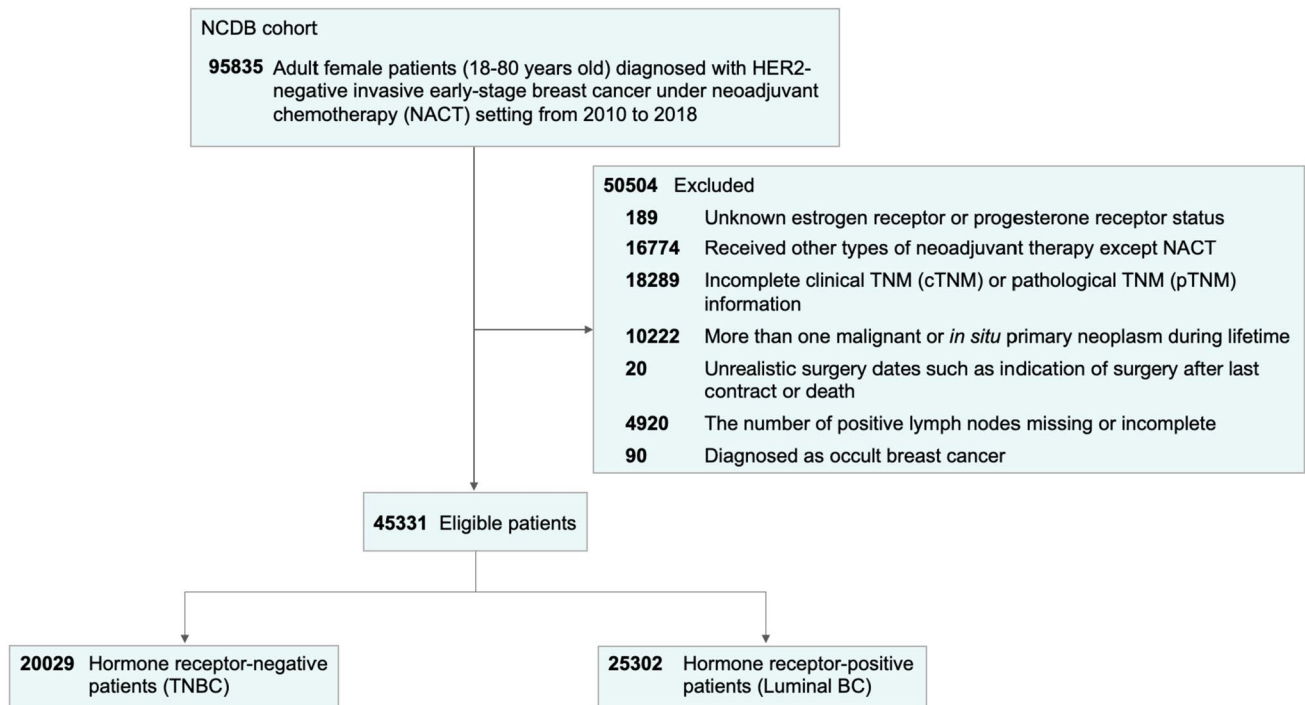 NCDB cohort
95835 Adult female patients (18-80 years old) diagnosed with HER2-
negative invasive early-stage breast cancer under neoadjuvant
chemotherapy (NACT) setting from 2010 to 2018
50504 Excluded
189 Unknown estrogen receptor or progesterone receptor status
16774 Received other types of neoadjuvant therapy except NACT
18289 Incomplete clinical TNM (cTNM) or pathological TNM (pTNM)
information
10222 More than one malignant or in situ primary neoplasm during lifetime
20 Unrealistic surgery dates such as indication of surgery after last
contract or death
4920 The number of positive lymph nodes missing or incomplete
90 Diagnosed as occult breast cancer
45331 Eligible patients
20029 Hormone receptor-negative
patients (TNBC)
25302 Hormone receptor-positive
patients (Luminal BC)